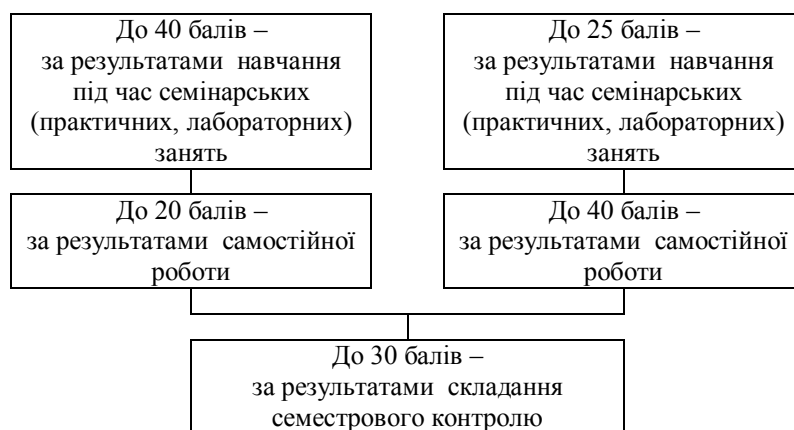 До 40 балів –
за результатами навчання
під час семінарських
(практичних, лабораторних)
занять
До 25 балів –
за результатами навчання
під час семінарських
(практичних, лабораторних)
занять
До 20 балів –
за результатами самостійної
роботи
До 40 балів –
за результатами самостійної
роботи
До 30 балів –
за результатами складання
семестрового контролю